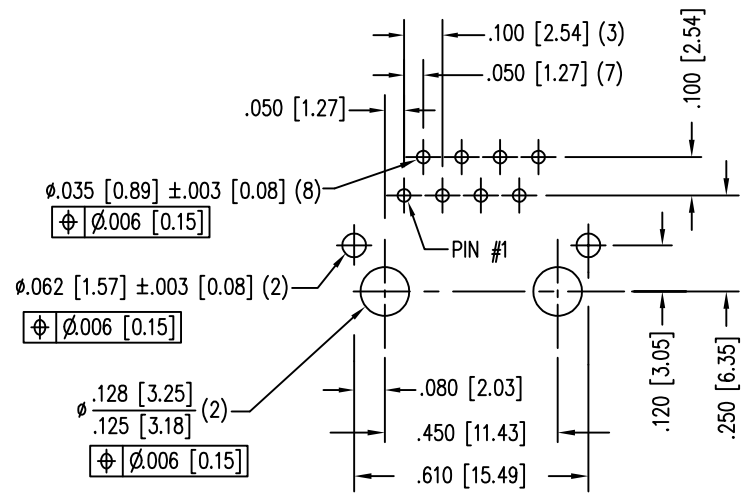 .100 [2.54] (3)
.050 [1.27] (7)
.100 [2.54]
.050 [1.27]
ø.035 [0.89] ±.003 [0.08] (8)
⌖ Ø.006 [0.15]
PIN #1
ø.062 [1.57] ±.003 [0.08] (2)
⌖ Ø.006 [0.15]
.120 [3.05]
.250 [6.35]
ø .128 [3.25] (2)
.125 [3.18]
⌖ Ø.006 [0.15]
.080 [2.03]
.450 [11.43]
.610 [15.49]